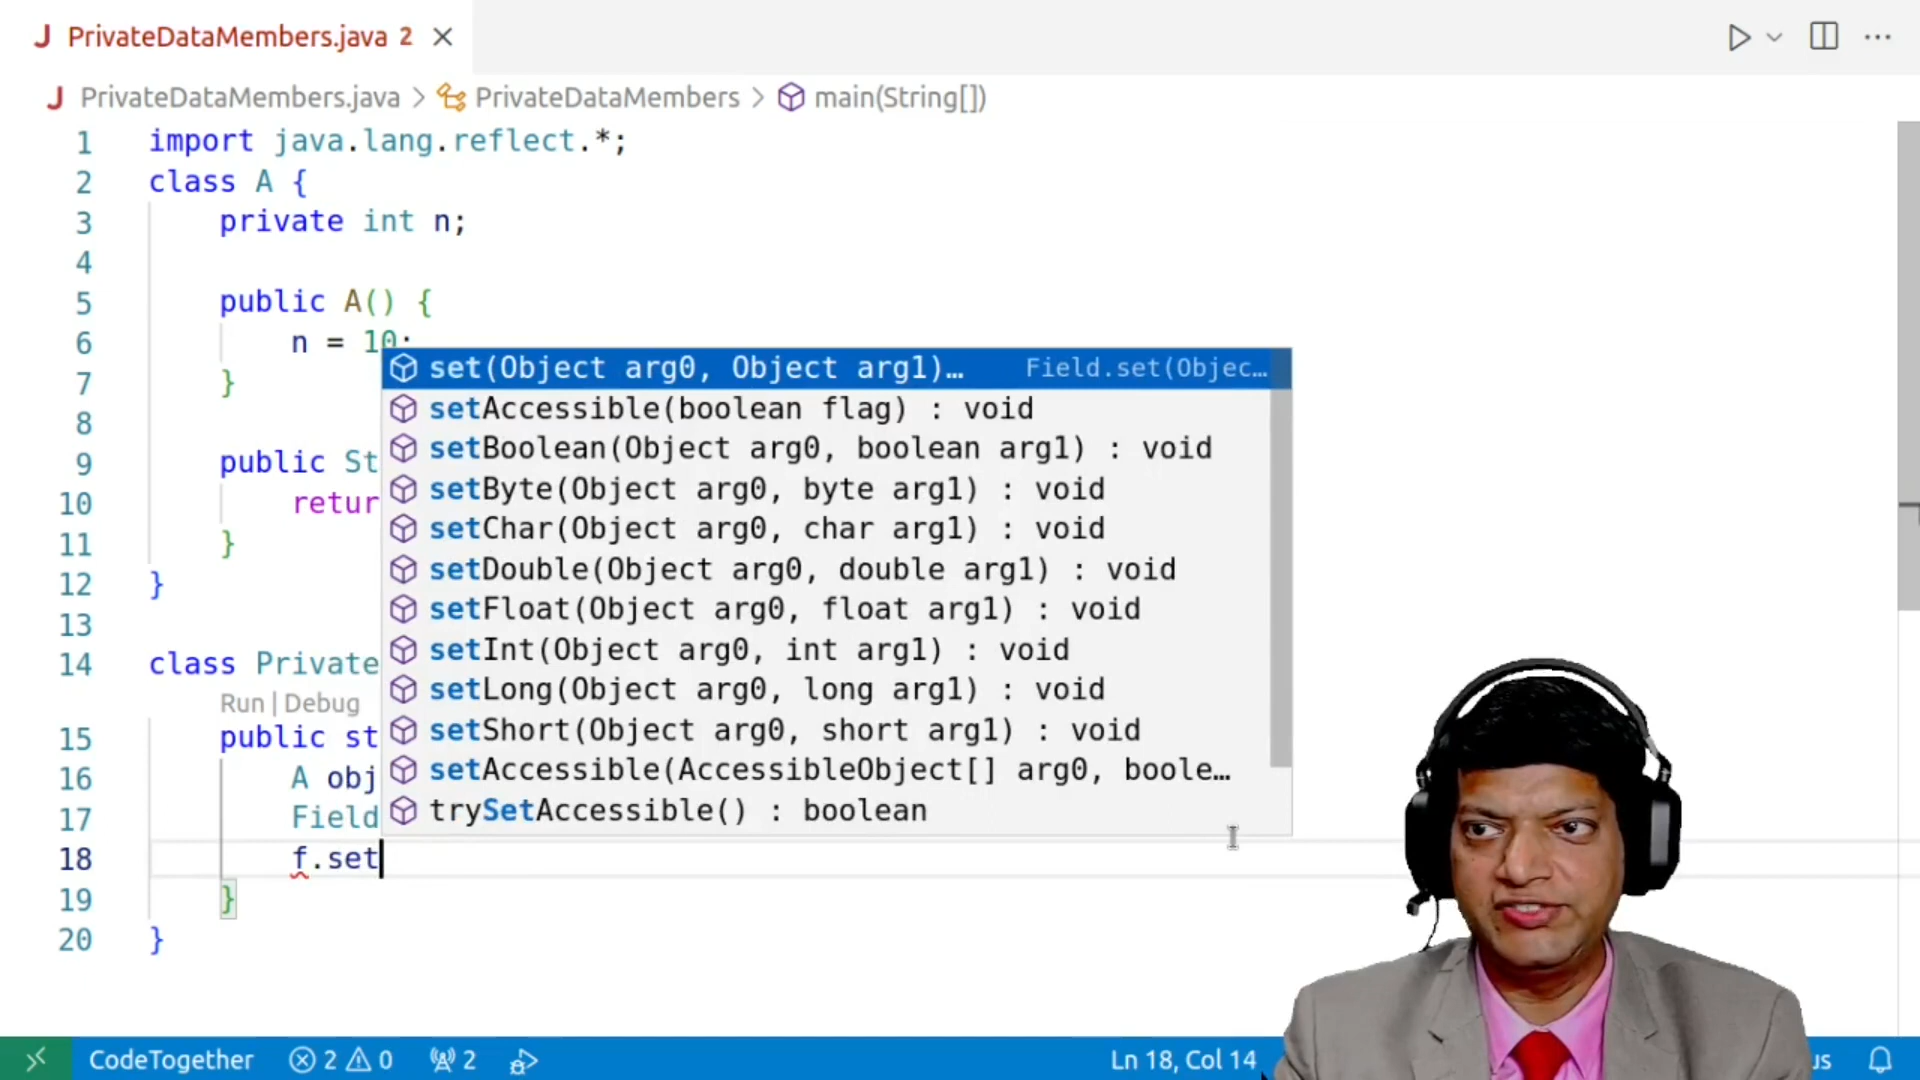 PrivateDataMembers.java 2
PrivateDataMembers.java > PrivateDataMembers > main(String[])
1 import java.lang.reflect.*;
2 class A {
3 private int n;
4
5 public A() {
6 n = 10;
7 }
8
9 public St
10 retur
11 }
12 }
13
14 class Private
Run | Debug
15 public st
16 A obj
17 Field
18 f.set
19 }
20 }
set(Object arg0, Object arg1)… Field.set(Objec…
setAccessible(boolean flag) : void
setBoolean(Object arg0, boolean arg1) : void
setByte(Object arg0, byte arg1) : void
setChar(Object arg0, char arg1) : void
setDouble(Object arg0, double arg1) : void
setFloat(Object arg0, float arg1) : void
setInt(Object arg0, int arg1) : void
setLong(Object arg0, long arg1) : void
setShort(Object arg0, short arg1) : void
setAccessible(AccessibleObject[] arg0, boole…
trySetAccessible() : boolean
CodeTogether 2 0 2 Ln 18, Col 14 us